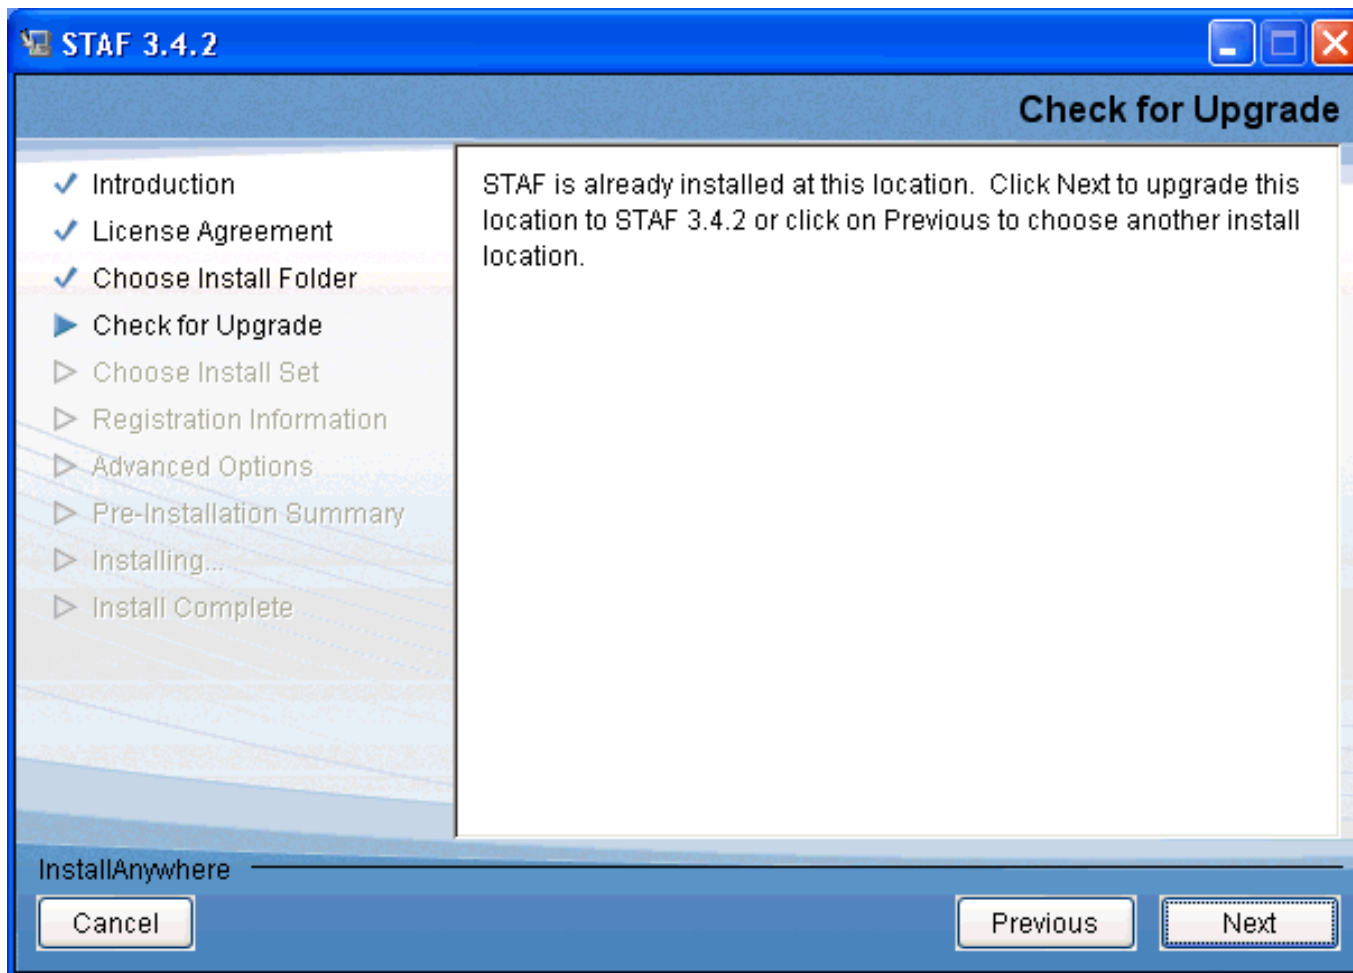 STAF 3.4.2
Check for Upgrade
Introduction
License Agreement
Choose Install Folder
Check for Upgrade
Choose Install Set
Registration Information
Advanced Options
Pre-Installation Summary
Installing...
Install Complete
STAF is already installed at this location.  Click Next to upgrade this
location to STAF 3.4.2 or click on Previous to choose another install
location.
InstallAnywhere
Cancel
Previous
Next